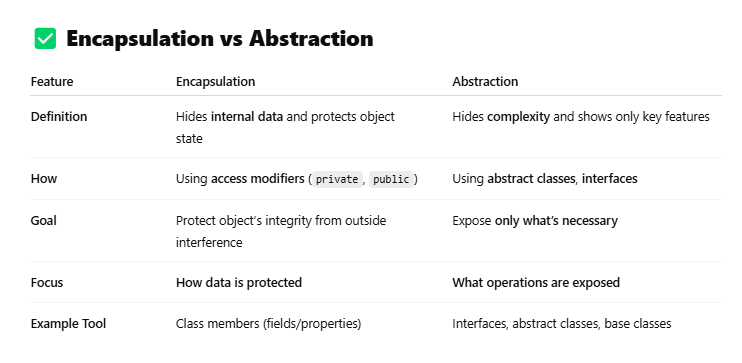 ✅ Encapsulation vs Abstraction
Feature Encapsulation Abstraction
Definition Hides internal data and protects object Hides complexity and shows only key features
state
How Using access modifiers ( private , public ) Using abstract classes, interfaces
Goal Protect object's integrity from outside Expose only what's necessary
interference
Focus How data is protected What operations are exposed
Example Tool Class members (fields/properties) Interfaces, abstract classes, base classes